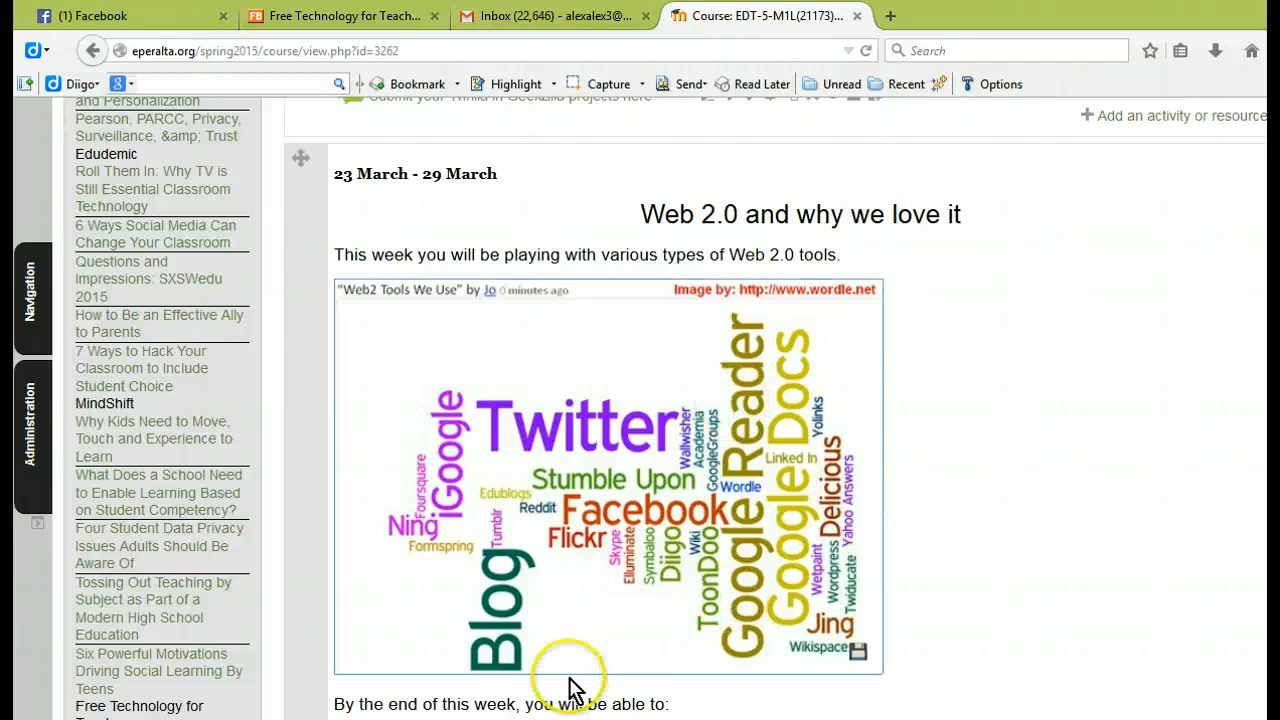 (1) Facebook
Free Technology for Teach...
Inbox (22,646) - alexalex3@...
Course: EDT-5-M1L(21173)...
eperalta.org/spring2015/course/view.php?id=3262
Search
Diigo
Bookmark
Highlight
Capture
Send
Read Later
Unread
Recent
Options
and Personalization
Pearson, PARCC, Privacy,
Surveillance, &amp; Trust
Edudemic
Roll Them In: Why TV is
Still Essential Classroom
Technology
6 Ways Social Media Can
Change Your Classroom
Questions and
Impressions: SXSWedu
2015
How to Be an Effective Ally
to Parents
7 Ways to Hack Your
Classroom to Include
Student Choice
MindShift
Why Kids Need to Move,
Touch and Experience to
Learn
What Does a School Need
to Enable Learning Based
on Student Competency?
Four Student Data Privacy
Issues Adults Should Be
Aware Of
Tossing Out Teaching by
Subject as Part of a
Modern High School
Education
Six Powerful Motivations
Driving Social Learning By
Teens
Free Technology for
Navigation
Administration
Add an activity or resource
23 March - 29 March
Web 2.0 and why we love it
This week you will be playing with various types of Web 2.0 tools.
"Web2 Tools We Use" by Jo 0 minutes ago
Image by: http://www.wordle.net
Twitter
iGoogle
Foursquare
Ning
Formspring
Tumblr
Edublogs
Stumble Upon
Reddit
Facebook
Flickr
Skype
Elluminate
Symbaloo
Diigo
Wiki
ToonDoo
Wallwisher
Academia
GoogleGroups
Wordle
Google Reader
Google Docs
Linked In
Yolinks
Delicious
Yahoo Answers
Wetpaint
Wordpress
Twiducate
Jing
Wikispace
Blog
By the end of this week, you will be able to: